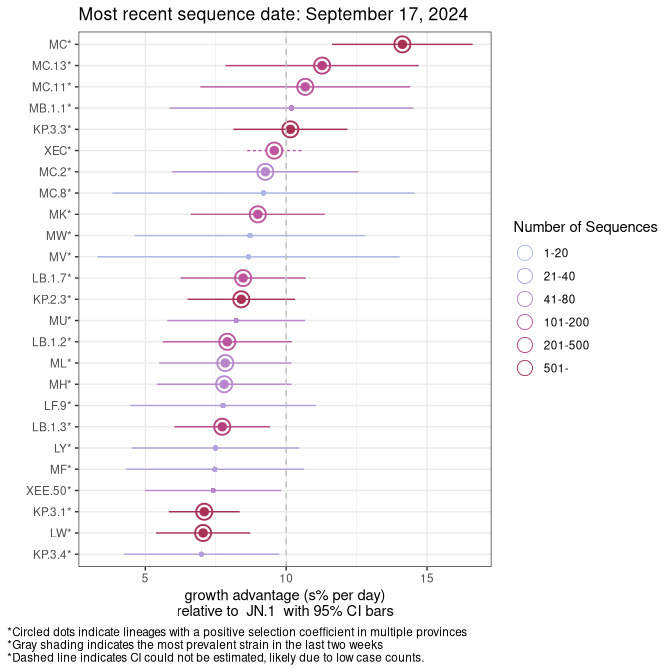 Most recent sequence date: September 17, 2024
MC*
MC.13*
MC.11*
MB.1.1*
KP.3.3*
XEC*
MC.2*
MC.8*
MK*
MW*
MV*
LB.1.7*
KP.2.3*
MU*
LB.1.2*
ML*
MH*
LF.9*
LB.1.3*
LY*
MF*
XEE.50*
KP.3.1*
LW*
KP.3.4*
5 10 15
growth advantage (s% per day)
relative to JN.1 with 95% CI bars
Number of Sequences
1-20
21-40
41-80
101-200
201-500
501-
*Circled dots indicate lineages with a positive selection coefficient in multiple provinces
*Gray shading indicates the most prevalent strain in the last two weeks
*Dashed line indicates CI could not be estimated, likely due to low case counts.